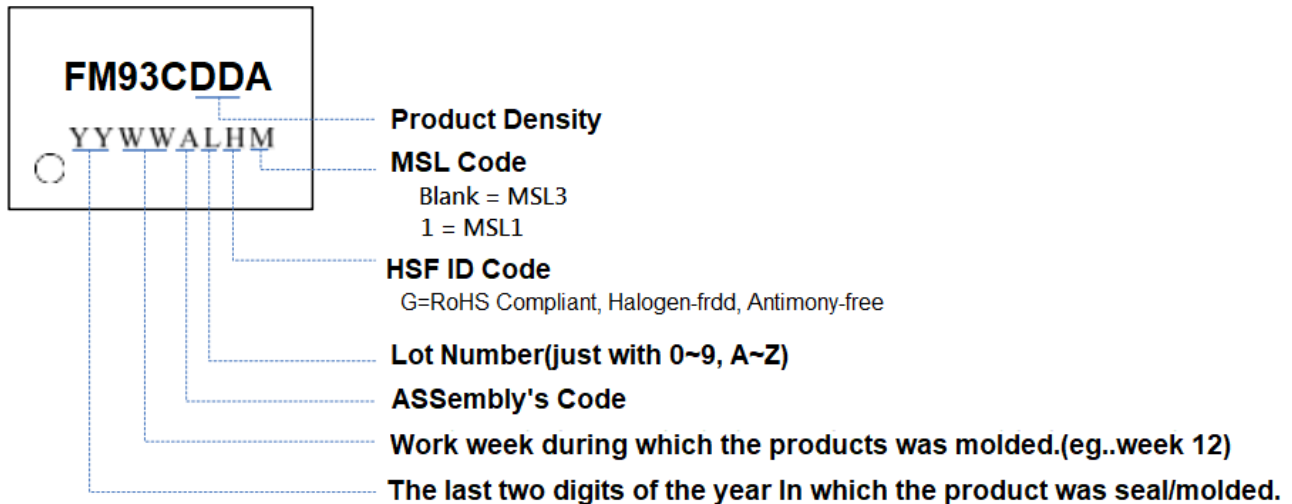 FM93CDDA
YYWWALHM
Product Density
MSL Code
Blank = MSL3
1 = MSL1
HSF ID Code
G=RoHS Compliant, Halogen-frdd, Antimony-free
Lot Number(just with 0~9, A~Z)
ASSembly's Code
Work week during which the products was molded.(eg..week 12)
The last two digits of the year In which the product was seal/molded.